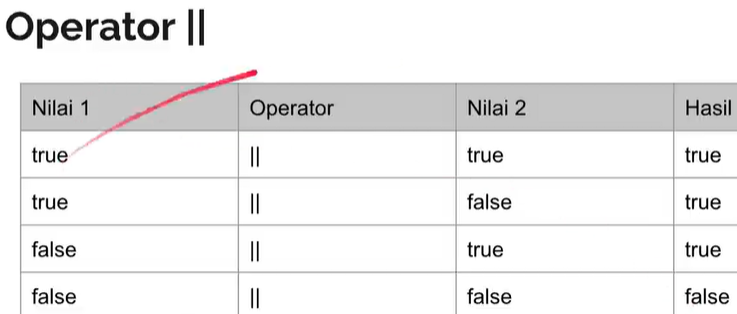 Operator ||
Nilai 1 Operator Nilai 2 Hasil
true || true true
true || false true
false || true true
false || false false